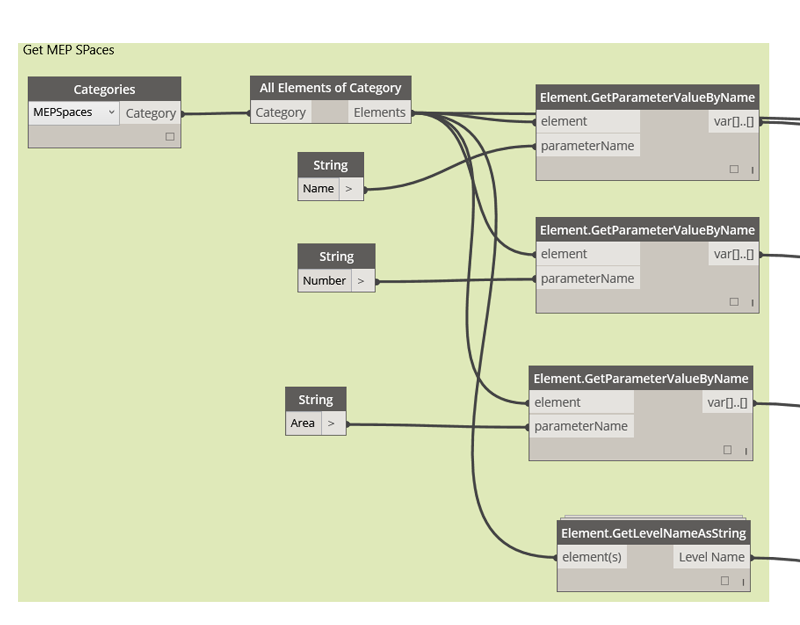 Get MEP SPaces
Categories
MEPSpaces Category
All Elements of Category
Category Elements
String
Name >
String
Number >
String
Area >
Element.GetParameterValueByName
element var[]..[]
parameterName
Element.GetParameterValueByName
element var[]..[]
parameterName
Element.GetParameterValueByName
element var[]..[]
parameterName
Element.GetLevelNameAsString
element(s) Level Name